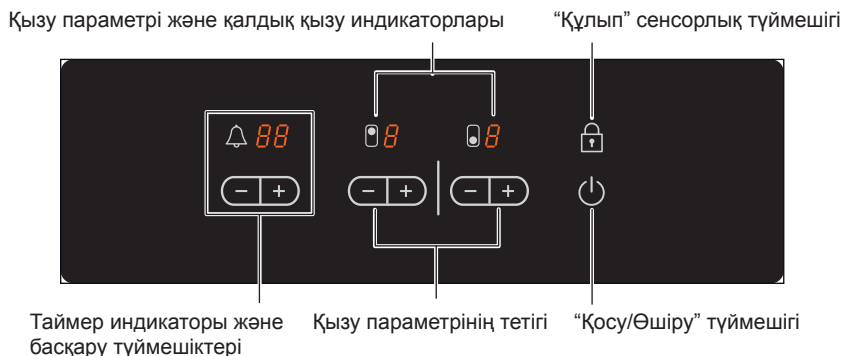 Қызу параметрі және қалдық қызу индикаторлары
“Құлып” сенсорлық түймешігі
88
8
8
− +
− +
− +
Таймер индикаторы және
басқару түймешіктері
Қызу параметрінің тетігі
“Қосу/Өшіру” түймешігі